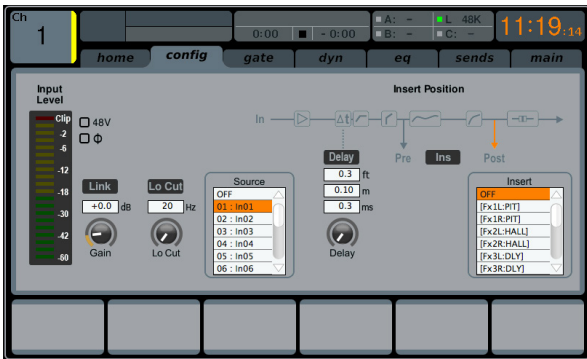 Ch
1
0:00 - 0:00
A: - L 48K
B: - C: -
11:19:14
home config gate dyn eq sends main
Input
Level
Insert Position
Clip
-2
-6
-12
-18
-30
-42
-60
48V
Φ
In
Δt
Pre Ins Post
Link
+0.0 dB
Gain
Lo Cut
20 Hz
Lo Cut
Source
OFF
01 : In01
02 : In02
03 : In03
04 : In04
05 : In05
06 : In06
Delay
0.3 ft
0.10 m
0.3 ms
Delay
Insert
OFF
[Fx1L:PIT]
[Fx1R:PIT]
[Fx2L:HALL]
[Fx2R:HALL]
[Fx3L:DLY]
[Fx3R:DLY]